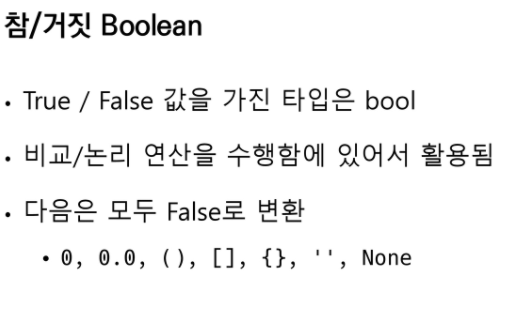 참/거짓 Boolean
• True / False 값을 가진 타입은 bool
• 비교/논리 연산을 수행함에 있어서 활용됨
• 다음은 모두 False로 변환
• 0, 0.0, (), [], {}, '', None